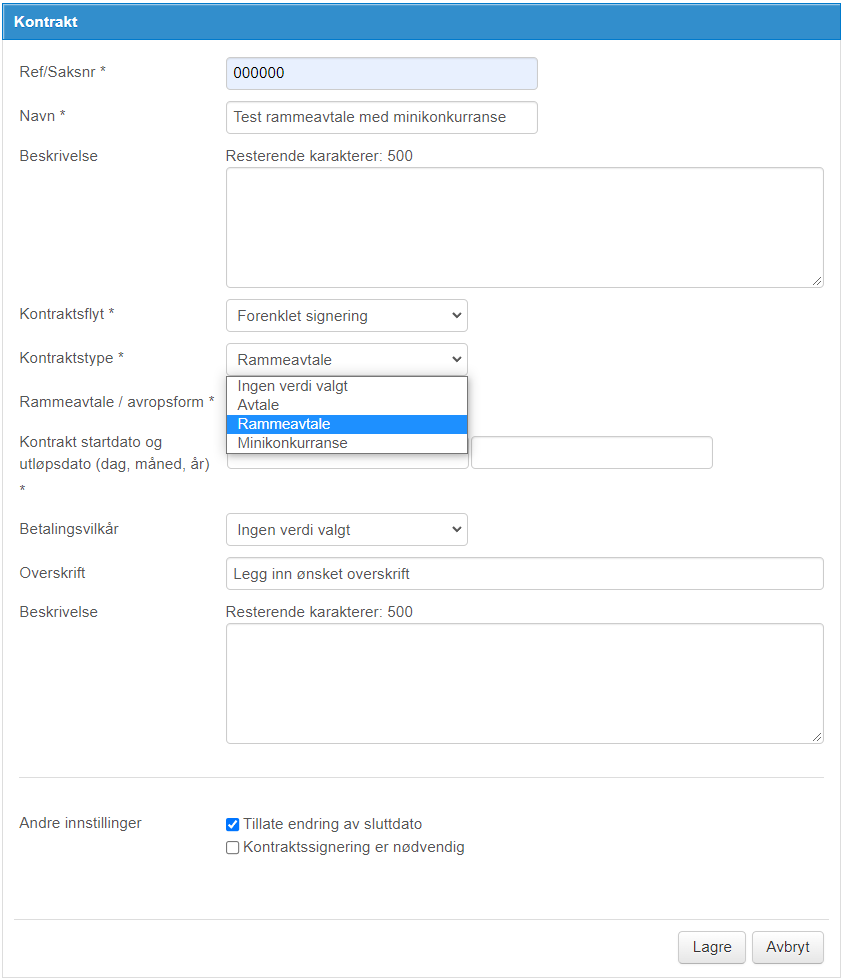 Kontrakt
Ref/Saksnr *
000000
Navn *
Test rammeavtale med minikonkurranse
Beskrivelse
Resterende karakterer: 500
Kontraktsflyt *
Forenklet signering
Kontraktstype *
Rammeavtale
Ingen verdi valgt
Avtale
Rammeavtale
Minikonkurranse
Rammeavtale / avropsform *
Kontrakt startdato og
utløpsdato (dag, måned, år)
*
Betalingsvilkår
Ingen verdi valgt
Overskrift
Legg inn ønsket overskrift
Beskrivelse
Resterende karakterer: 500
Andre innstillinger
Tillate endring av sluttdato
Kontraktssignering er nødvendig
Lagre
Avbryt